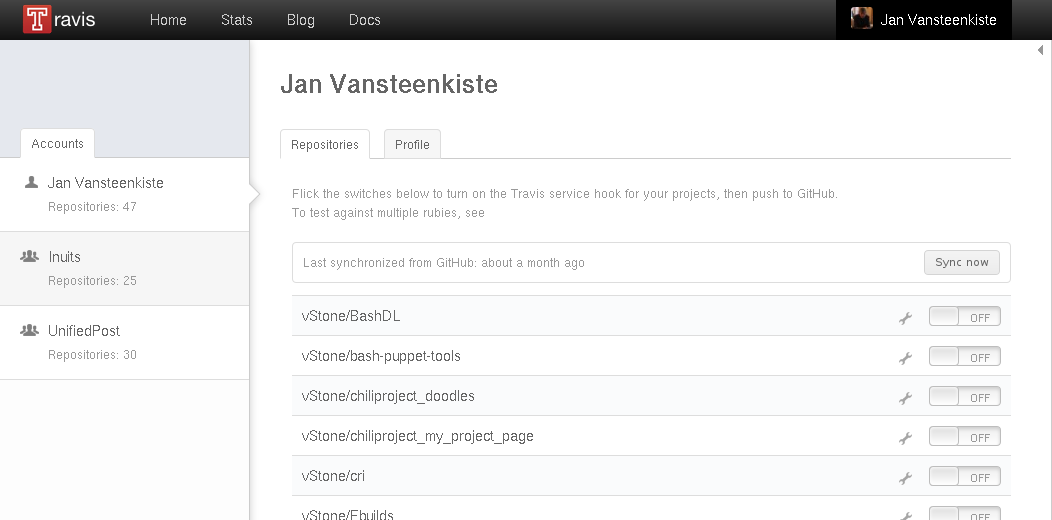 Travis
Home
Stats
Blog
Docs
Jan Vansteenkiste
Jan Vansteenkiste
Accounts
Jan Vansteenkiste
Repositories: 47
Inuits
Repositories: 25
UnifiedPost
Repositories: 30
Repositories
Profile
Flick the switches below to turn on the Travis service hook for your projects, then push to GitHub.
To test against multiple rubies, see
Last synchronized from GitHub: about a month ago
Sync now
vStone/BashDL
OFF
vStone/bash-puppet-tools
OFF
vStone/chiliproject_doodles
OFF
vStone/chiliproject_my_project_page
OFF
vStone/cri
OFF
vStone/Ebuilds
OFF